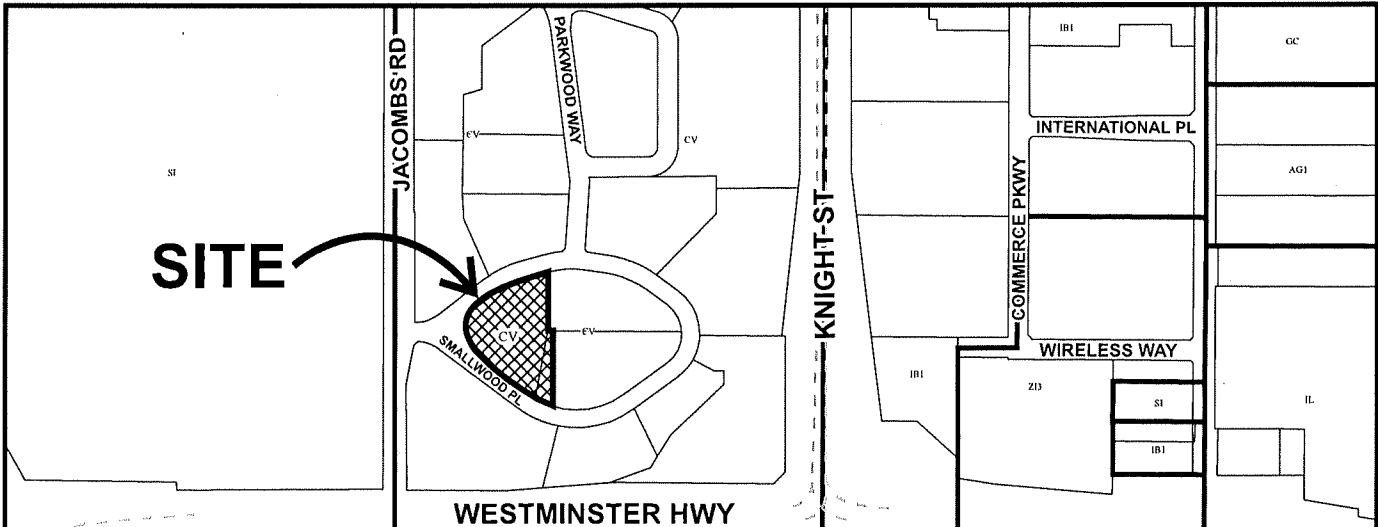 PARKWOOD WAY
IB1
GC
JACOMBS RD
CV
CV
INTERNATIONAL PL
SI
AG1
KNIGHT ST
COMMERCE PKWY
SITE
CV
CV
SMALLWOOD PL
WIRELESS WAY
IB1
ZI3
SI
IL
IB1
WESTMINSTER HWY